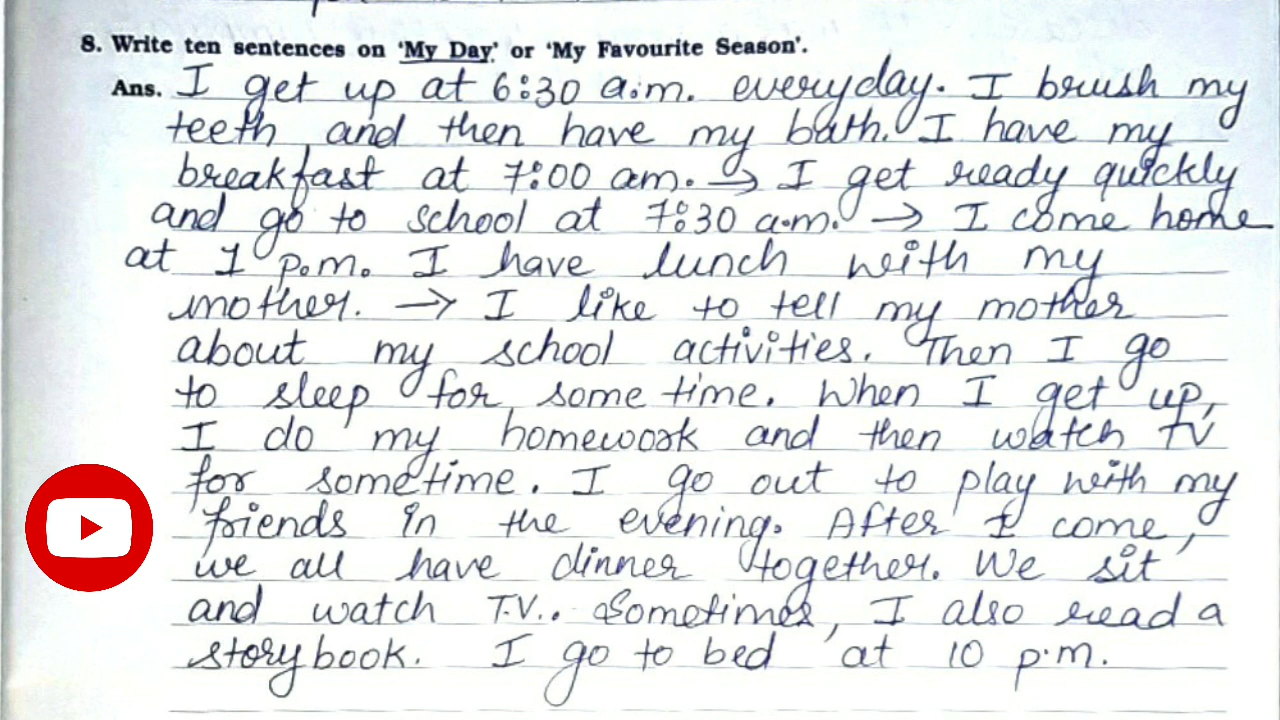 8. Write ten sentences on 'My Day' or 'My Favourite Season'.
Ans. I get up at 6:30 a.m. everyday. I brush my
teeth and then have my bath. I have my
breakfast at 7:00 am. → I get ready quickly
and go to school at 7:30 a.m. → I come home
at 1 p.m. I have lunch with my
mother. → I like to tell my mother
about my school activities. Then I go
to sleep for some time. When I get up,
I do my homework and then watch TV
for sometime. I go out to play with my
friends in the evening. After I come,
we all have dinner together. We sit
and watch T.V.. Sometimes, I also read a
storybook. I go to bed at 10 p.m.